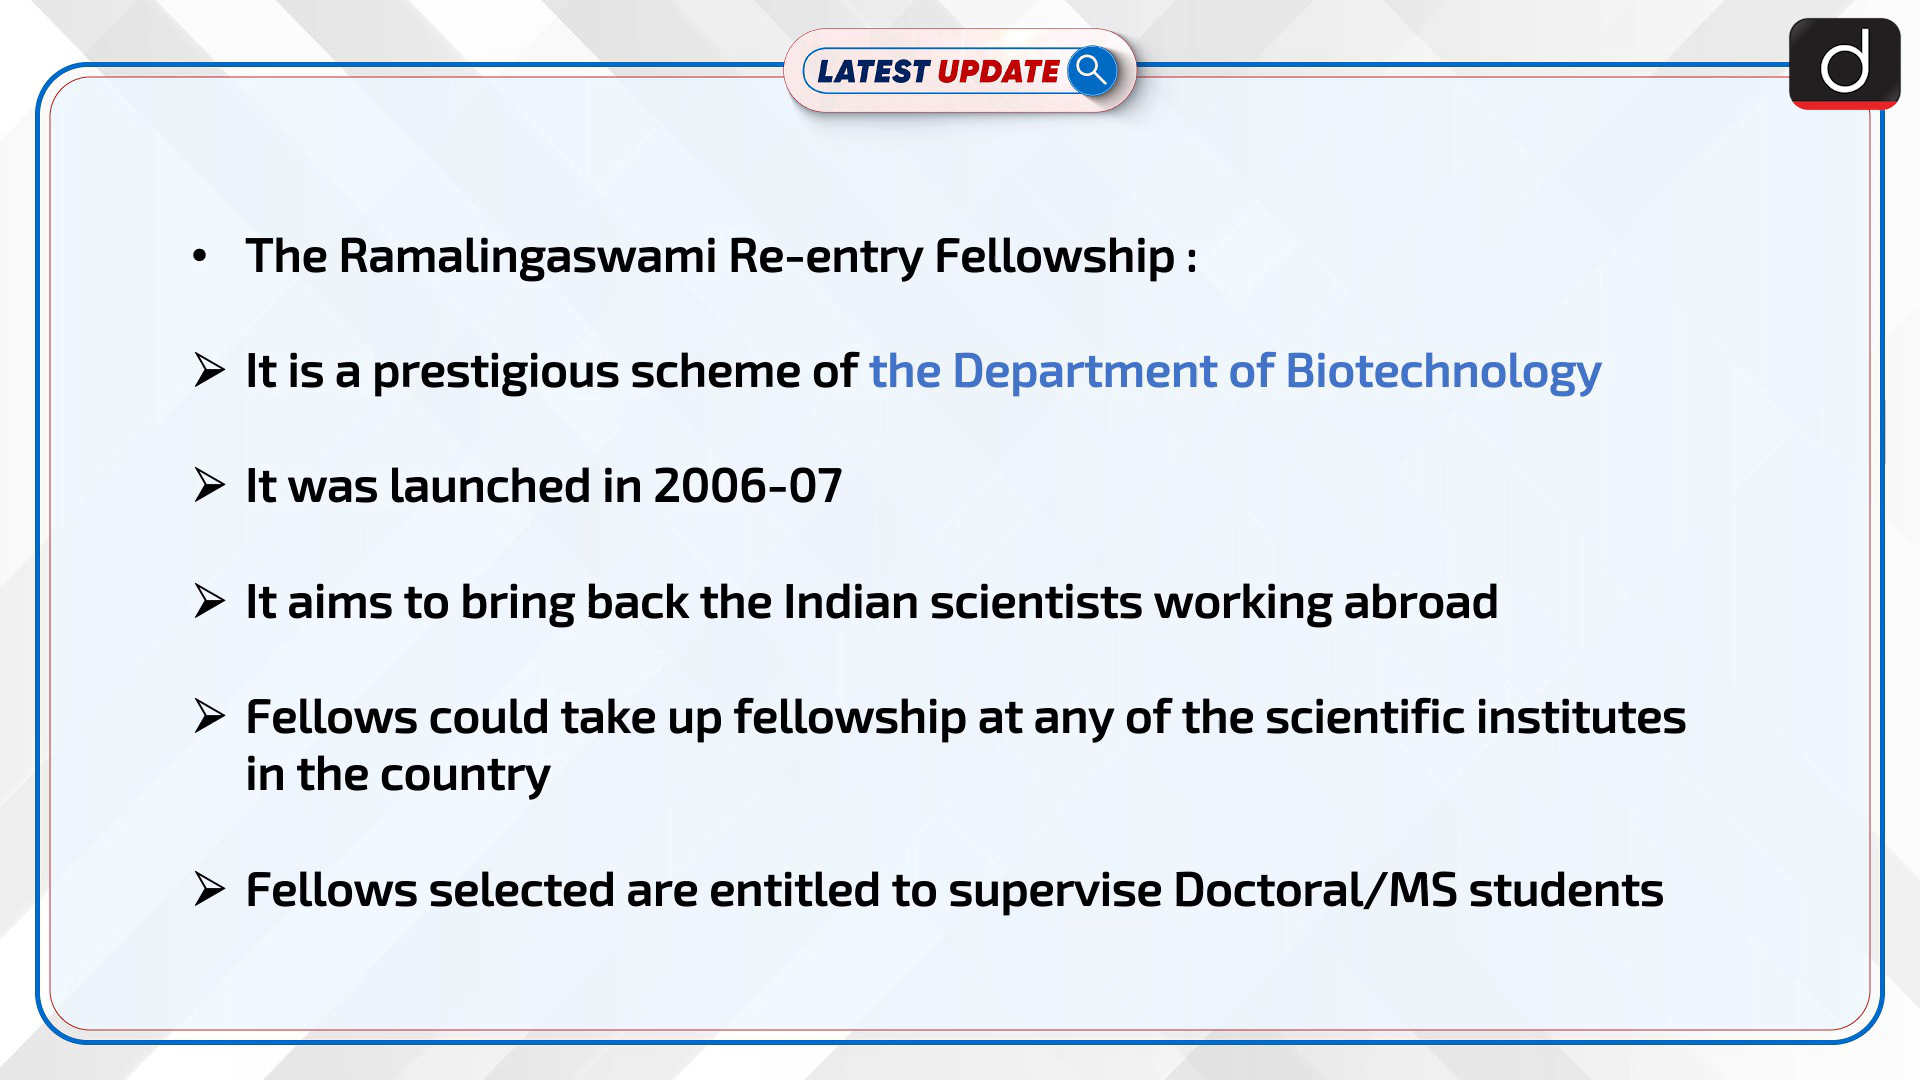 LATEST UPDATE
d
• The Ramalingaswami Re-entry Fellowship :
➢ It is a prestigious scheme of the Department of Biotechnology
➢ It was launched in 2006-07
➢ It aims to bring back the Indian scientists working abroad
➢ Fellows could take up fellowship at any of the scientific institutes
in the country
➢ Fellows selected are entitled to supervise Doctoral/MS students